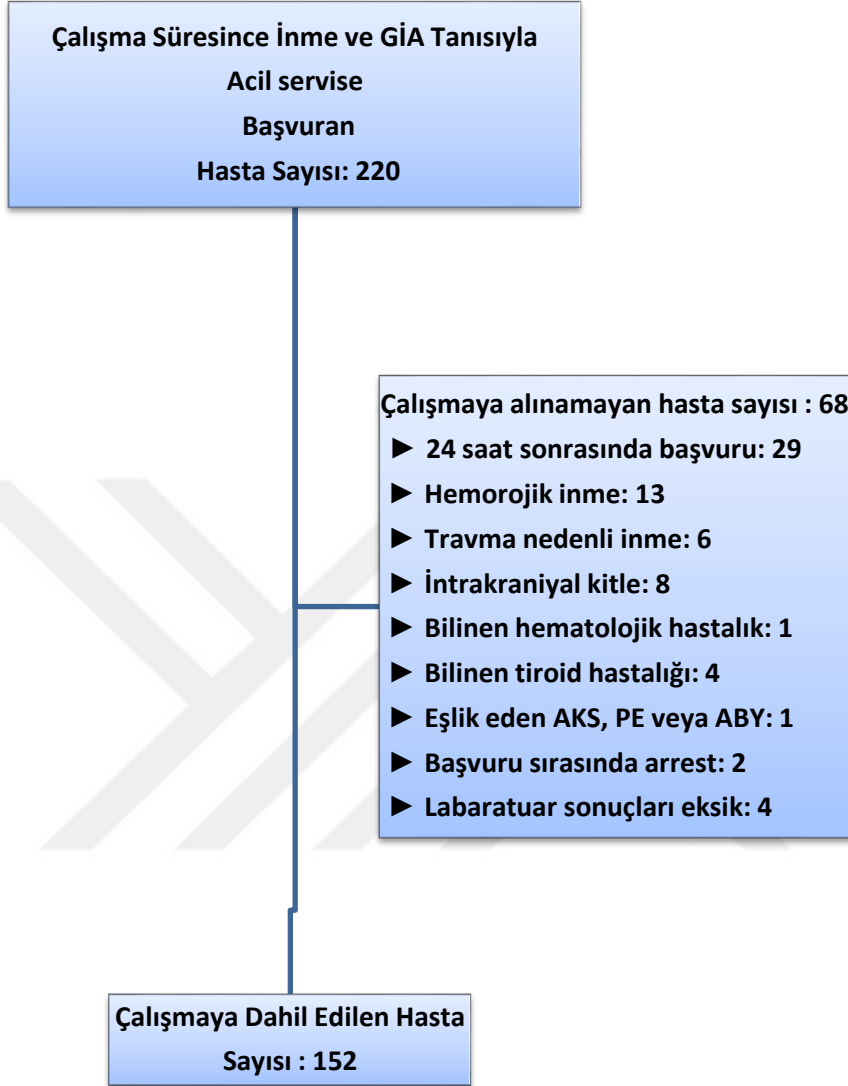 Çalışma Süresince İnme ve GİA Tanısıyla
Acil servise
Başvuran
Hasta Sayısı: 220
Çalışmaya alınamayan hasta sayısı : 68
► 24 saat sonrasında başvuru: 29
► Hemorojik inme: 13
► Travma nedenli inme: 6
► İntrakraniyal kitle: 8
► Bilinen hematolojik hastalık: 1
► Bilinen tiroid hastalığı: 4
► Eşlik eden AKS, PE veya ABY: 1
► Başvuru sırasında arrest: 2
► Labaratuar sonuçları eksik: 4
Çalışmaya Dahil Edilen Hasta
Sayısı : 152